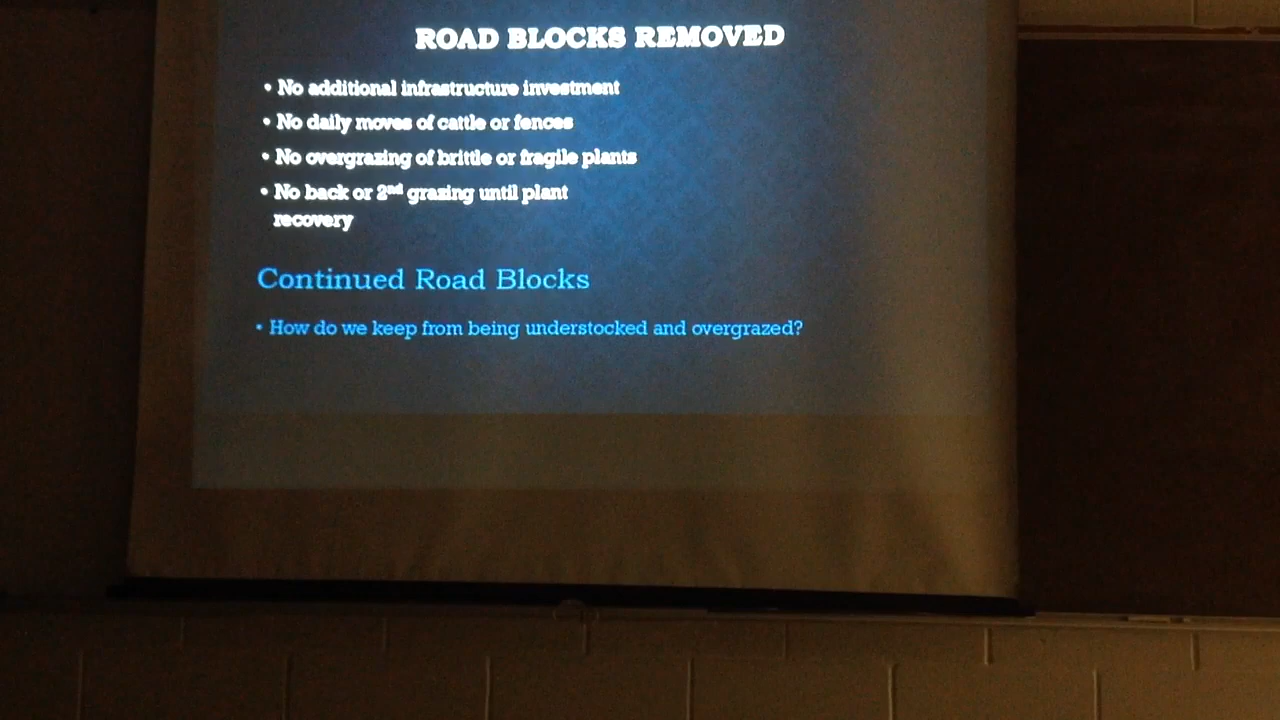 ROAD BLOCKS REMOVED
• No additional infrastructure investment
• No daily moves of cattle or fences
• No overgrazing of brittle or fragile plants
• No back or 2nd grazing until plant
recovery
Continued Road Blocks
• How do we keep from being understocked and overgrazed?